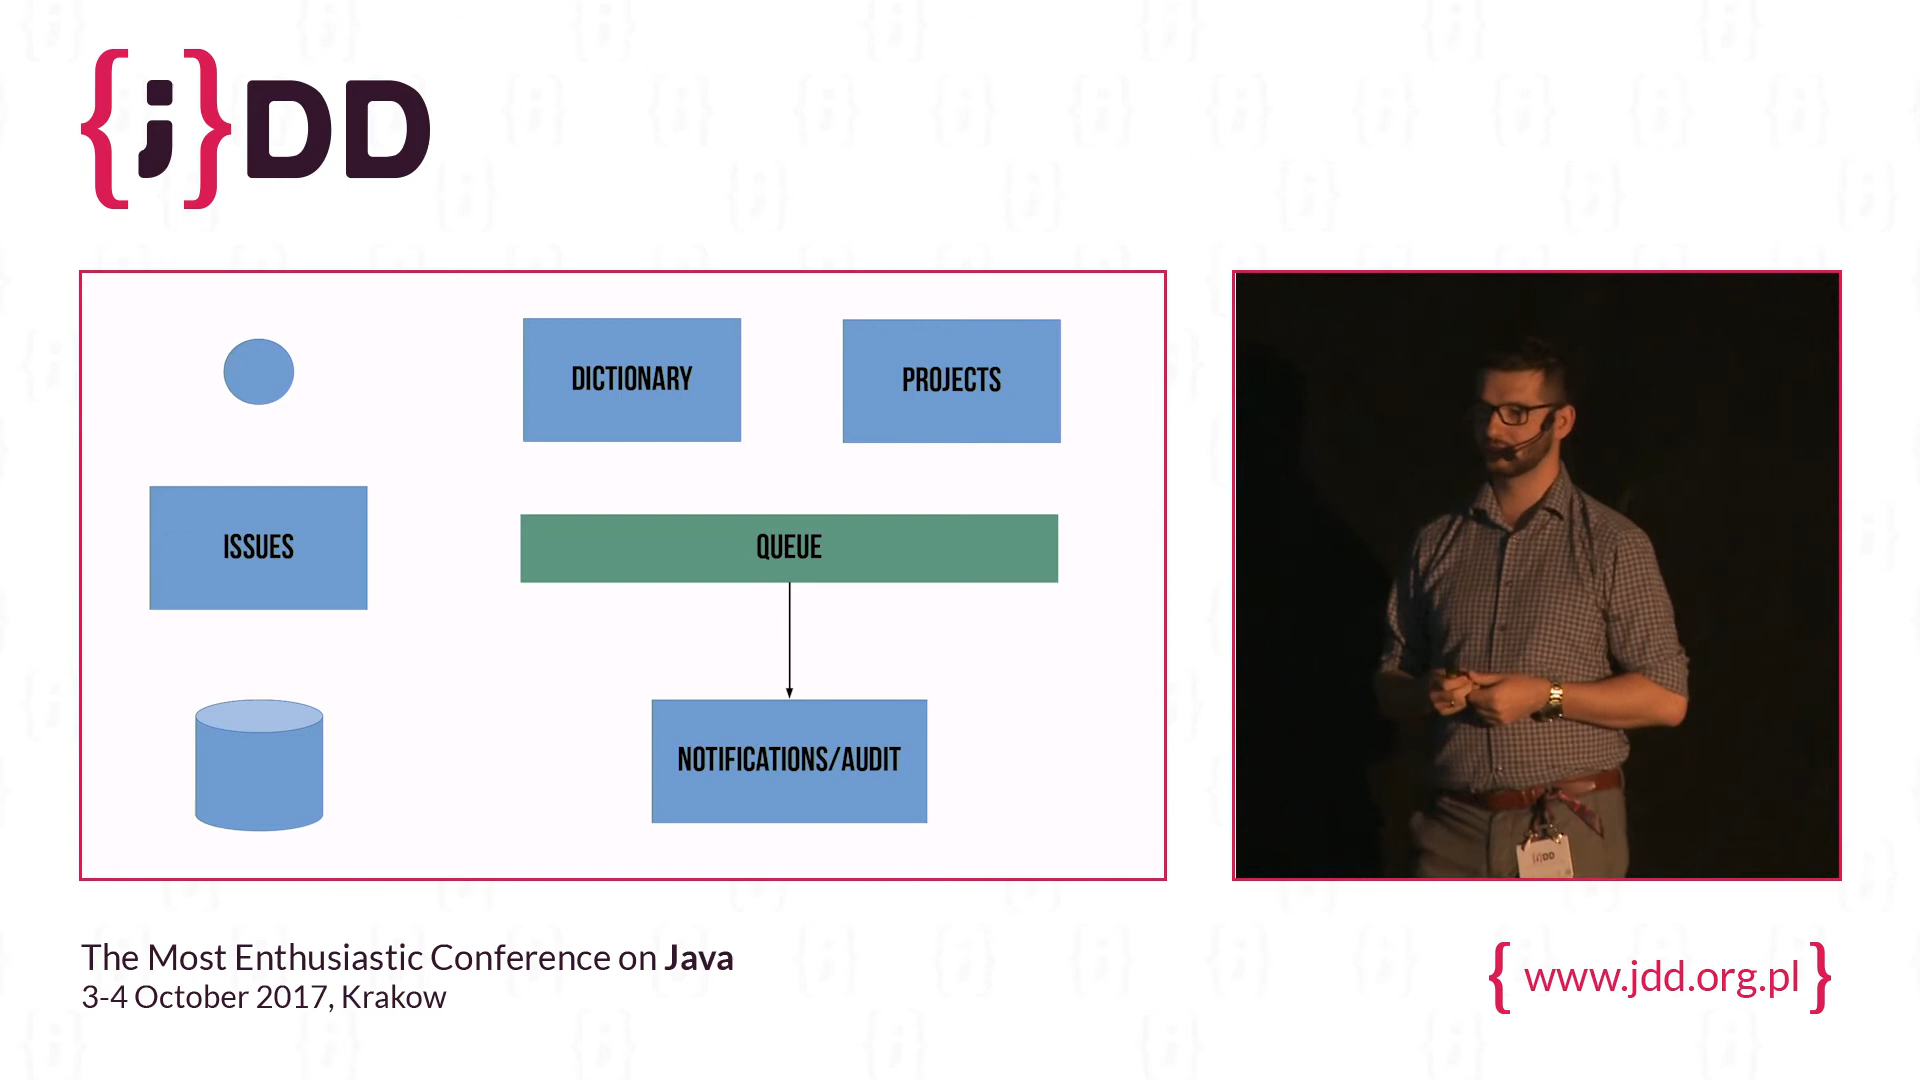 {;}DD
DICTIONARY
PROJECTS
ISSUES
QUEUE
NOTIFICATIONS/AUDIT
{;}DD
The Most Enthusiastic Conference on Java
3-4 October 2017, Krakow
{ www.jdd.org.pl }